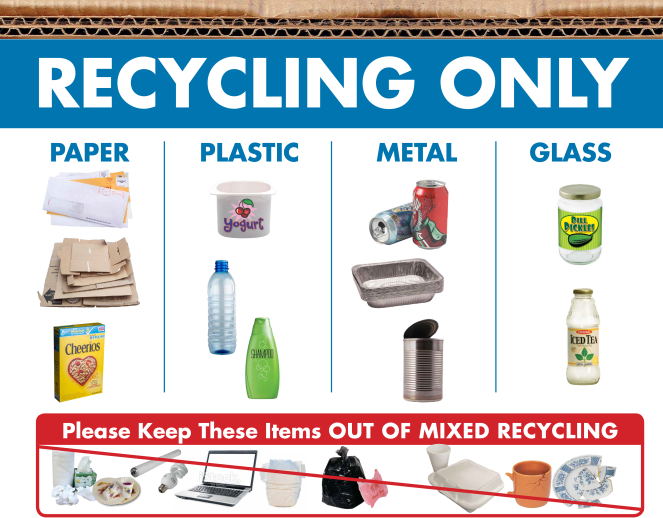 RECYCLING ONLY
PAPER
PLASTIC
METAL
GLASS
Cheerios
Yogurt
SHAMPOO
DILL
PICKLES
ICED TEA
Please Keep These Items OUT OF MIXED RECYCLING